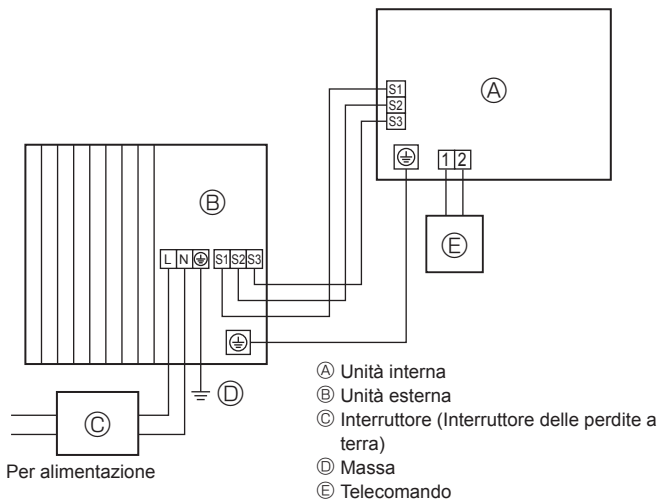 S1
S2
S3
Ⓐ
1 2
Ⓑ
Ⓔ
L N S1 S2 S3
Ⓓ
Ⓒ
Per alimentazione
Ⓐ Unità interna
Ⓑ Unità esterna
Ⓒ Interruttore (Interruttore delle perdite a
terra)
Ⓓ Massa
Ⓔ Telecomando